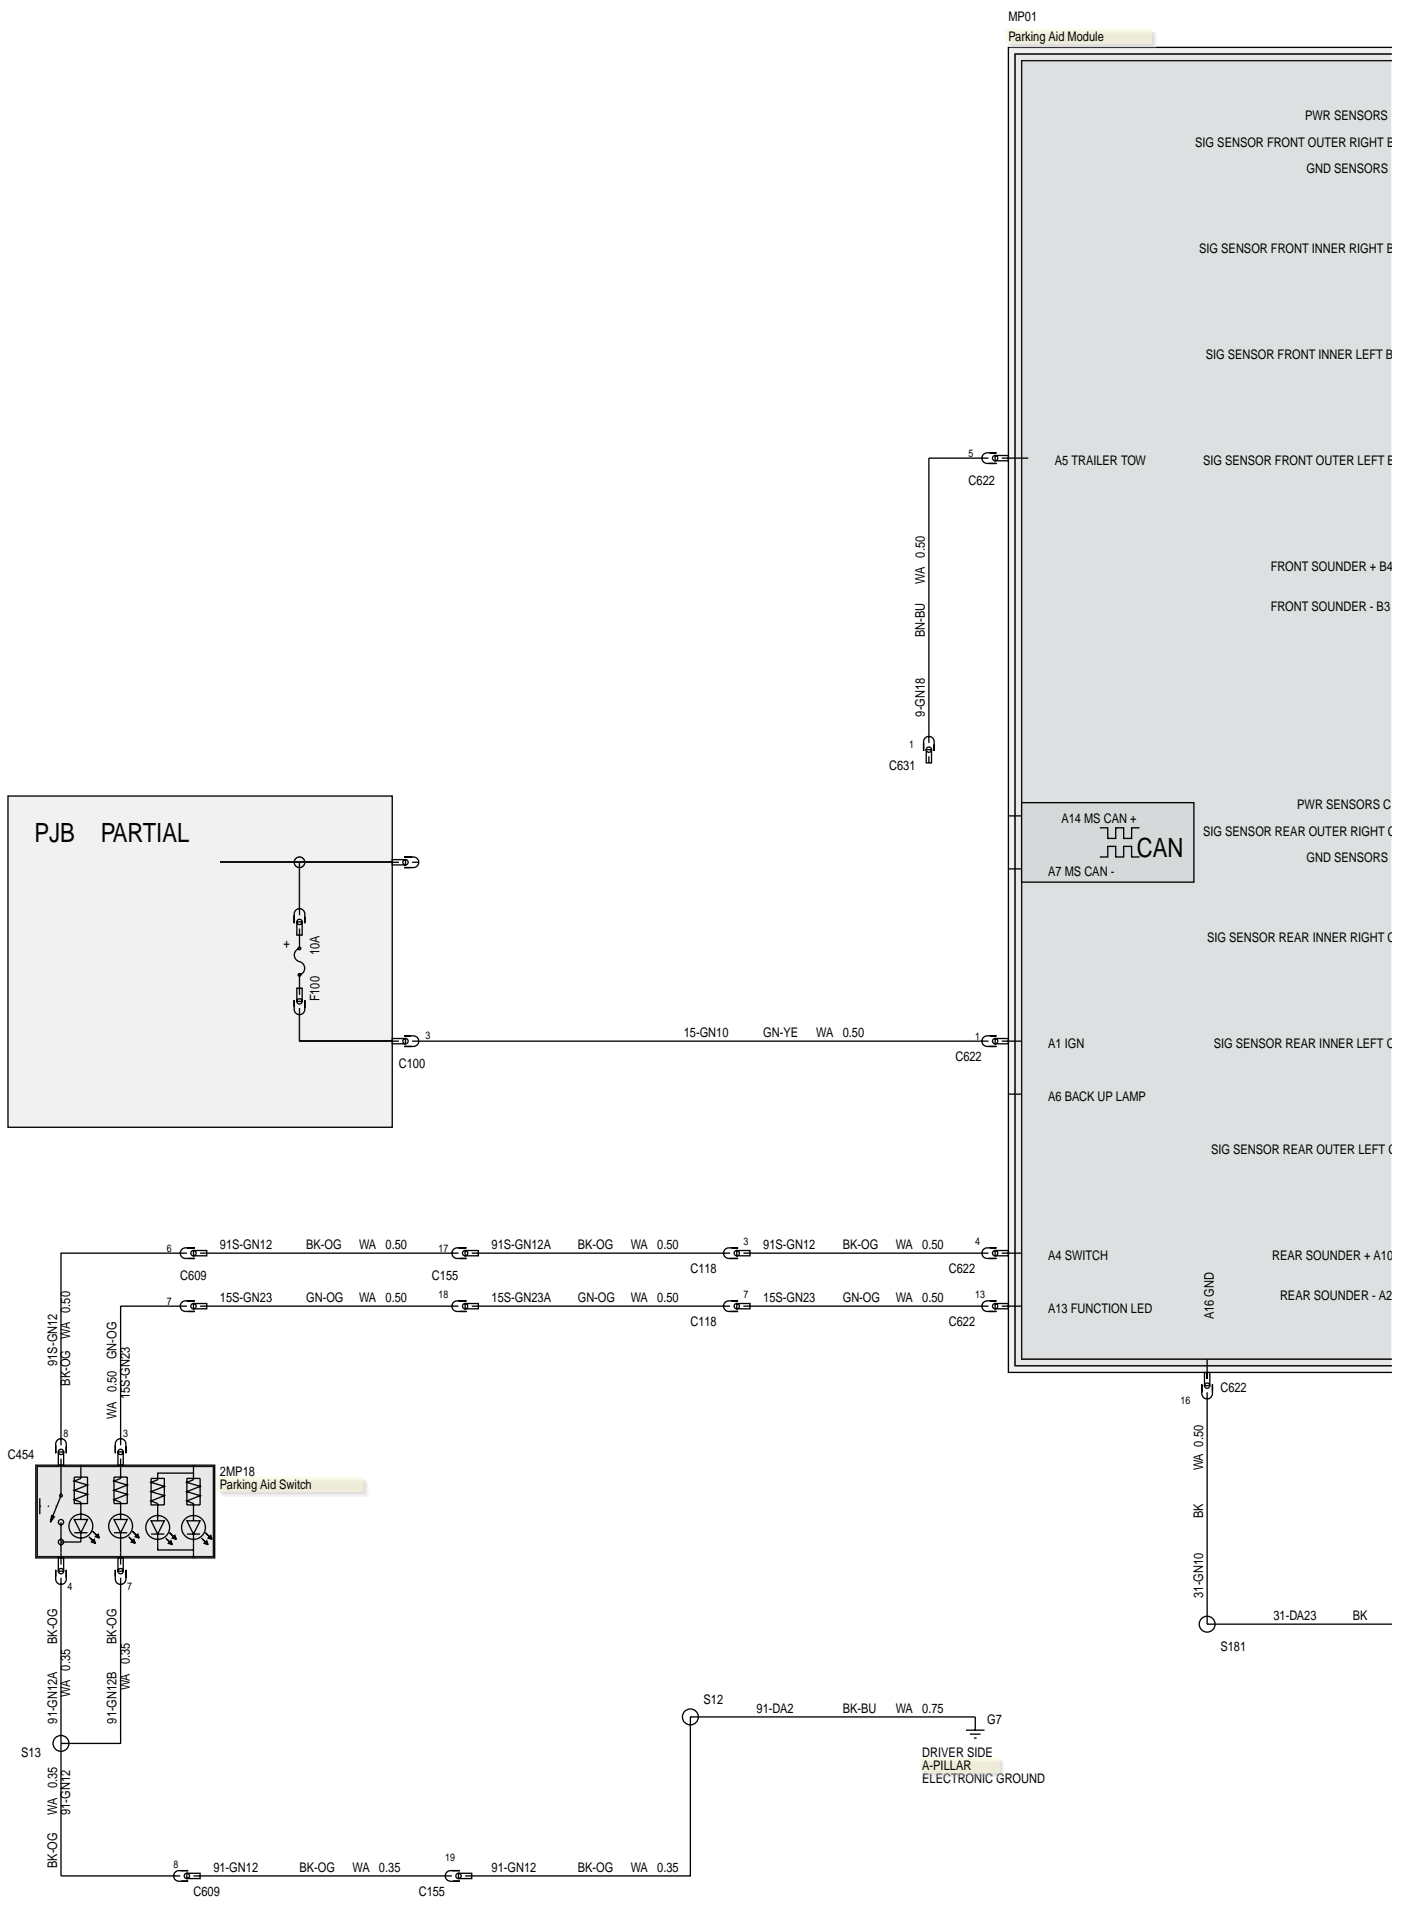 MP01
Parking Aid Module
PWR SENSORS
SIG SENSOR FRONT OUTER RIGHT
GND SENSORS
SIG SENSOR FRONT INNER RIGHT B
SIG SENSOR FRONT INNER LEFT B
5
C622
A5 TRAILER TOW
SIG SENSOR FRONT OUTER LEFT
BN-BU WA 0.50
FRONT SOUNDER + B4
FRONT SOUNDER - B3
9-GN18
1
C631
PJB PARTIAL
A14 MS CAN +
CAN
A7 MS CAN -
PWR SENSORS C
SIG SENSOR REAR OUTER RIGHT
GND SENSORS
+
10A
F100
SIG SENSOR REAR INNER RIGHT
3
C100
15-GN10 GN-YE WA 0.50
1
C622
A1 IGN
SIG SENSOR REAR INNER LEFT
A6 BACK UP LAMP
SIG SENSOR REAR OUTER LEFT
6
C609
91S-GN12 BK-OG WA 0.50
17
C155
91S-GN12A BK-OG WA 0.50
3
C118
91S-GN12 BK-OG WA 0.50
4
C622
A4 SWITCH
REAR SOUNDER + A10
7
15S-GN23 GN-OG WA 0.50
18
15S-GN23A GN-OG WA 0.50
7
C118
15S-GN23 GN-OG WA 0.50
13
C622
A13 FUNCTION LED
A16 GND
REAR SOUNDER - A2
91S-GN12
BK-OG WA 0.50
WA 0.50 GN-OG
15S-GN23
16
C622
C454
8
3
2MP18
Parking Aid Switch
WA 0.50
BK
31-GN10
4
7
BK-OG
WA 0.35
91-GN12A
BK-OG
WA 0.35
91-GN12B
31-DA23 BK
S181
S13
S12
91-DA2 BK-BU WA 0.75
G7
DRIVER SIDE
A-PILLAR
ELECTRONIC GROUND
WA 0.35
91-GN12
BK-OG
8
C609
91-GN12 BK-OG WA 0.35
19
C155
91-GN12 BK-OG WA 0.35